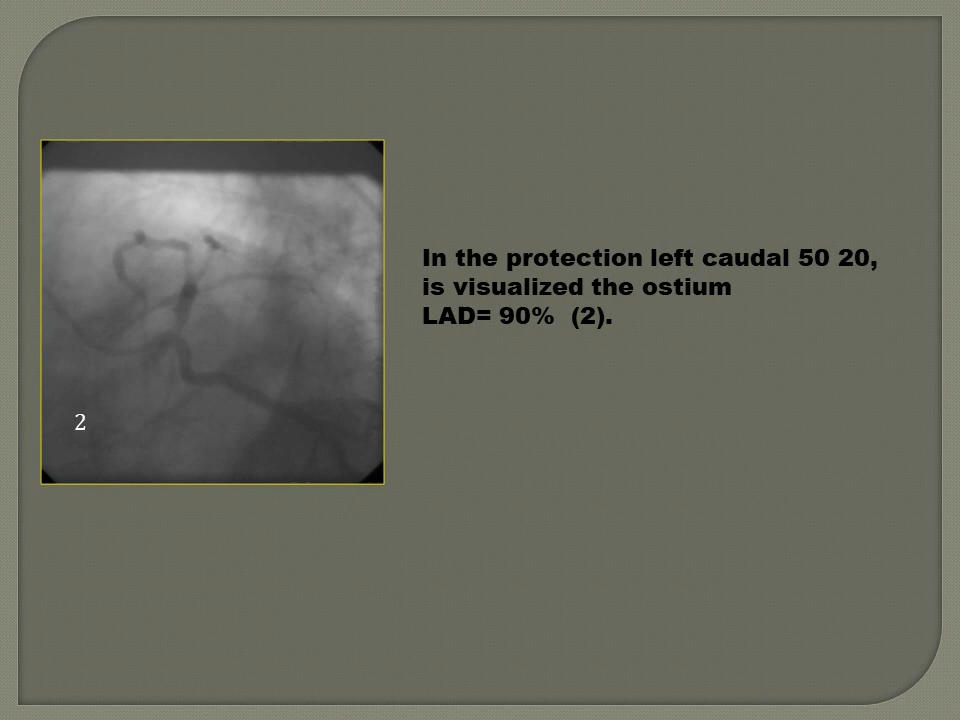 In the protection left caudal 50 20,
is visualized the ostium
LAD= 90%  (2).
2